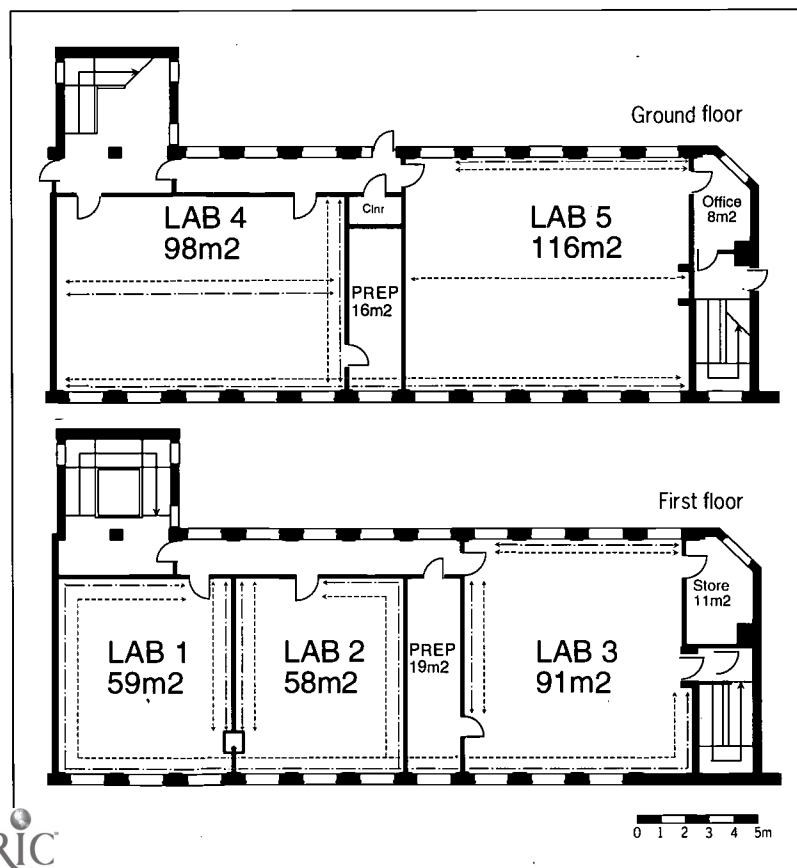 Ground floor
LAB 4
98m2
Clnr
PREP
16m2
LAB 5
116m2
Office
8m2
First floor
LAB 1
59m2
LAB 2
58m2
PREP
19m2
LAB 3
91m2
Store
11m2
0 1 2 3 4 5m
RIC